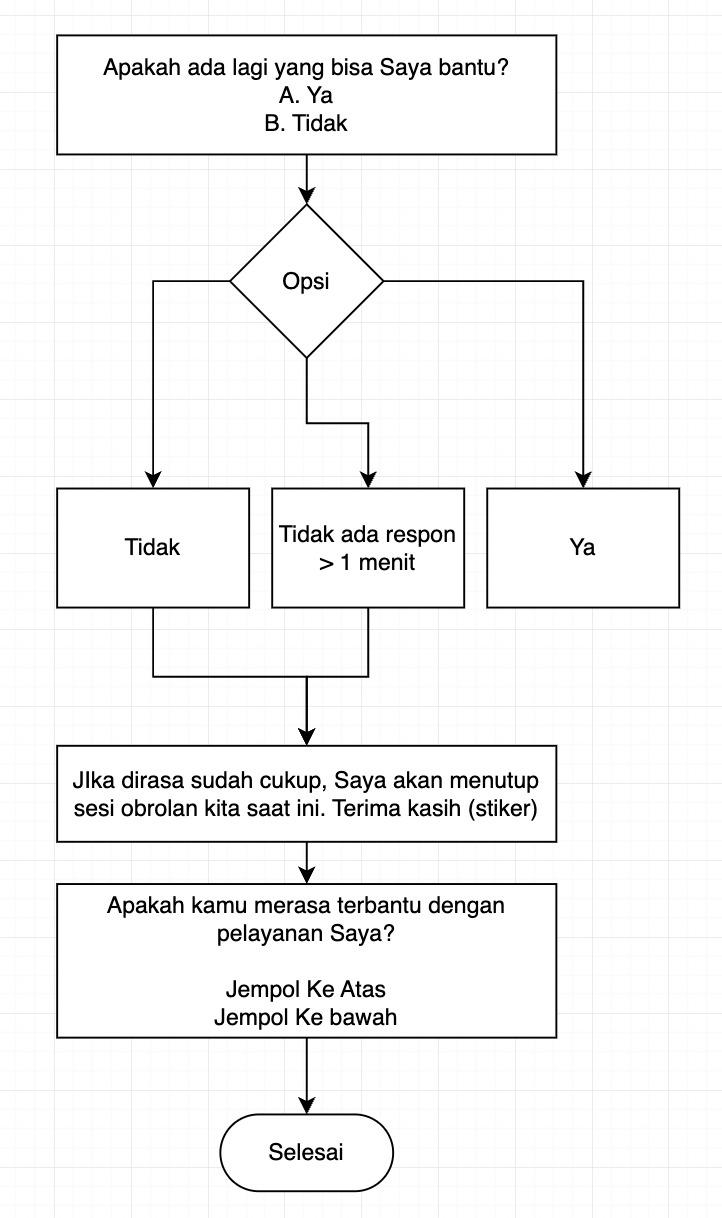 Apakah ada lagi yang bisa Saya bantu?
A. Ya
B. Tidak
Opsi
Tidak
Tidak ada respon
> 1 menit
Ya
JIka dirasa sudah cukup, Saya akan menutup
sesi obrolan kita saat ini. Terima kasih (stiker)
Apakah kamu merasa terbantu dengan
pelayanan Saya?
Jempol Ke Atas
Jempol Ke bawah
Selesai